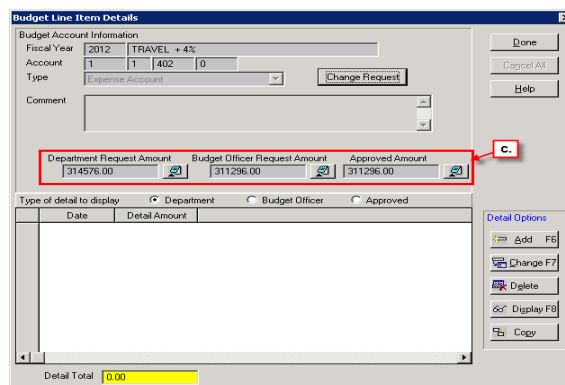 Budget Line Item Details
Budget Account Information
Fiscal Year 2012 TRAVEL + 4%
Account 1 1 402 0
Type Expense Account Change Request
Comment
Done
Cancel All
Help
C.
Department Request Amount Budget Officer Request Amount Approved Amount
314576.00 311296.00 311296.00
Type of detail to display Department Budget Officer Approved
Date Detail Amount
Detail Options
Add F6
Change F7
Delete
Display F8
Copy
Detail Total 0.00